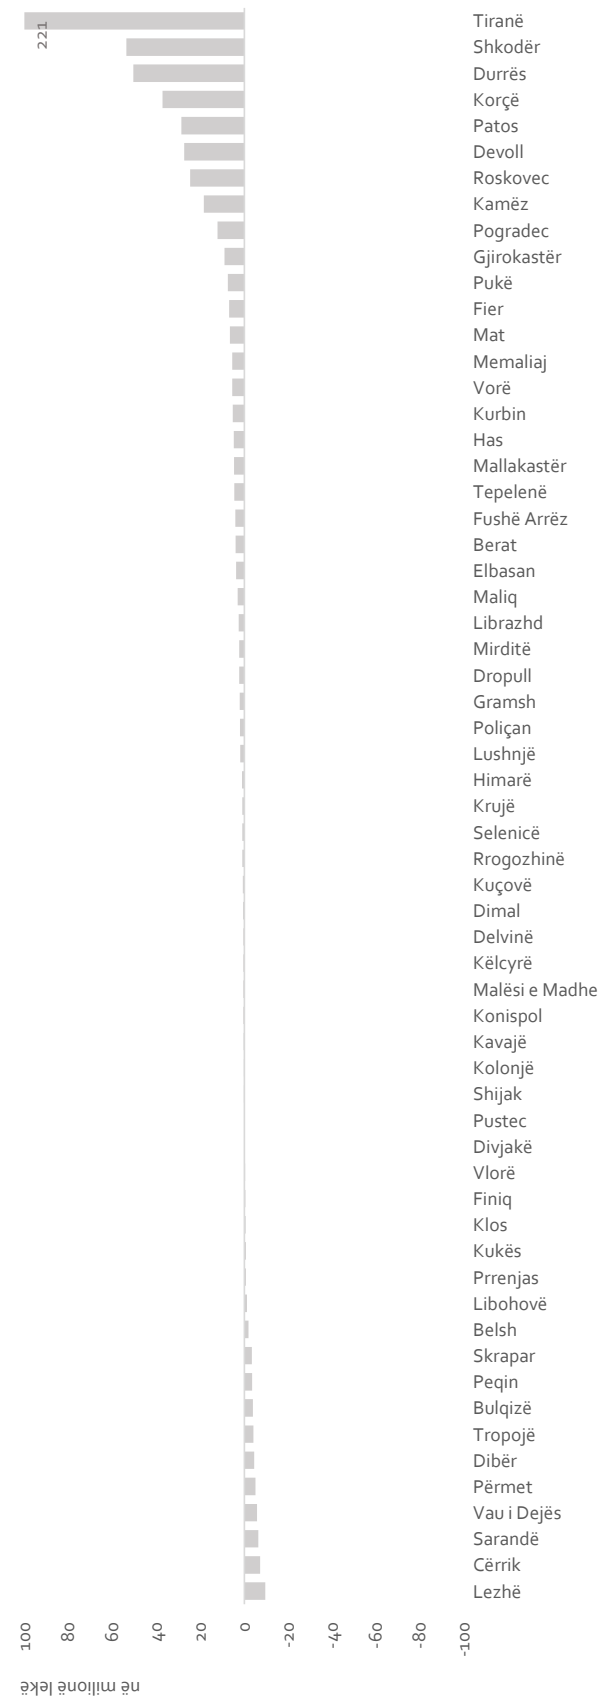 221
Tiranë
Shkodër
Durrës
Korçë
Patos
Devoll
Roskovec
Kamëz
Pogradec
Gjirokastër
Pukë
Fier
Mat
Memaliaj
Vorë
Kurbin
Has
Mallakastër
Tepelenë
Fushë Arrëz
Berat
Elbasan
Maliq
Librazhd
Mirditë
Dropull
Gramsh
Poliçan
Lushnjë
Himarë
Krujë
Selenicë
Rrogozhinë
Kuçovë
Dimal
Delvinë
Këlcyrë
Malësi e Madhe
Konispol
Kavajë
Kolonjë
Shijak
Pustec
Divjakë
Vlorë
Finiq
Klos
Kukës
Prrenjas
Libohovë
Belsh
Skrapar
Peqin
Bulqizë
Tropojë
Dibër
Përmet
Vau i Dejës
Sarandë
Cërrik
Lezhë
100
80
60
40
20
0
-20
-40
-60
-80
-100
në milionë lekë